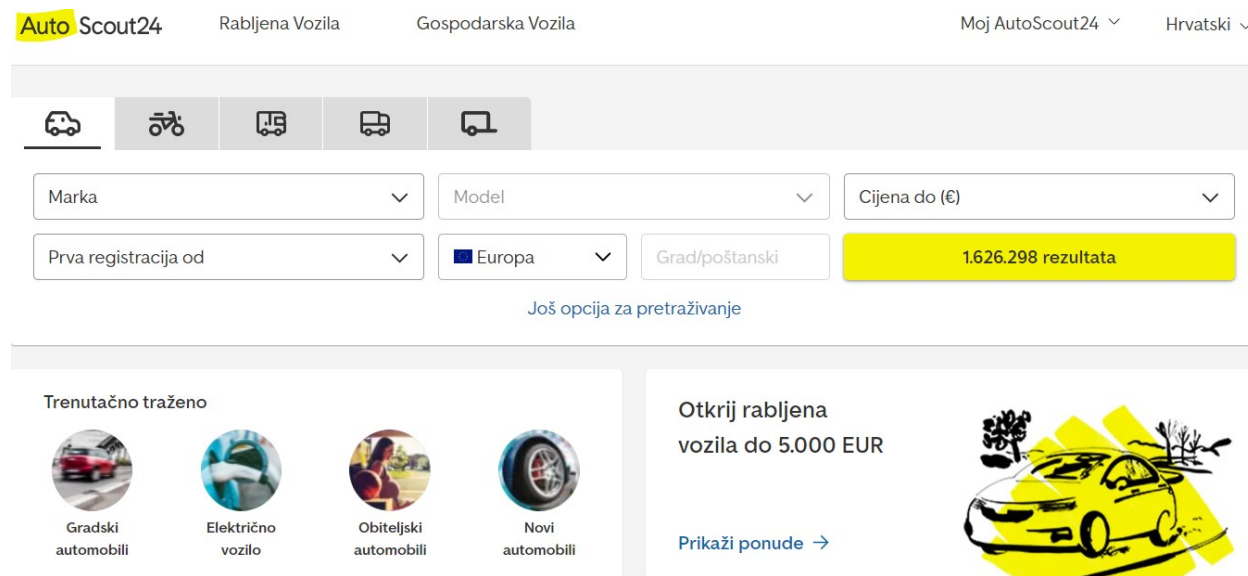 AutoScout24 Rabljena Vozila Gospodarska Vozila Moj AutoScout24 Hrvatski
Marka Model Cijena do (€)
Prva registracija od Europa Grad/poštanski 1.626.298 rezultata
Još opcija za pretraživanje
Trenutačno traženo
Gradski automobili
Električno vozilo
Obiteljski automobili
Novi automobili
Otkrij rabljena
vozila do 5.000 EUR
Prikaži ponude →